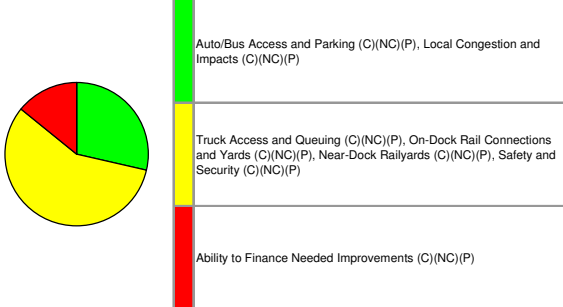 Auto/Bus Access and Parking (C)(NC)(P), Local Congestion and
Impacts (C)(NC)(P)
Truck Access and Queuing (C)(NC)(P), On-Dock Rail Connections
and Yards (C)(NC)(P), Near-Dock Railyards (C)(NC)(P), Safety and
Security (C)(NC)(P)
Ability to Finance Needed Improvements (C)(NC)(P)